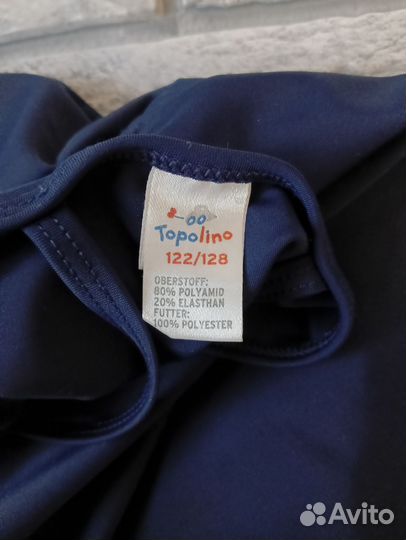 Topolino
122/128
OBERSTOFF:
80% POLYAMID
20% ELASTHAN
FUTTER:
100% POLYESTER
Avito